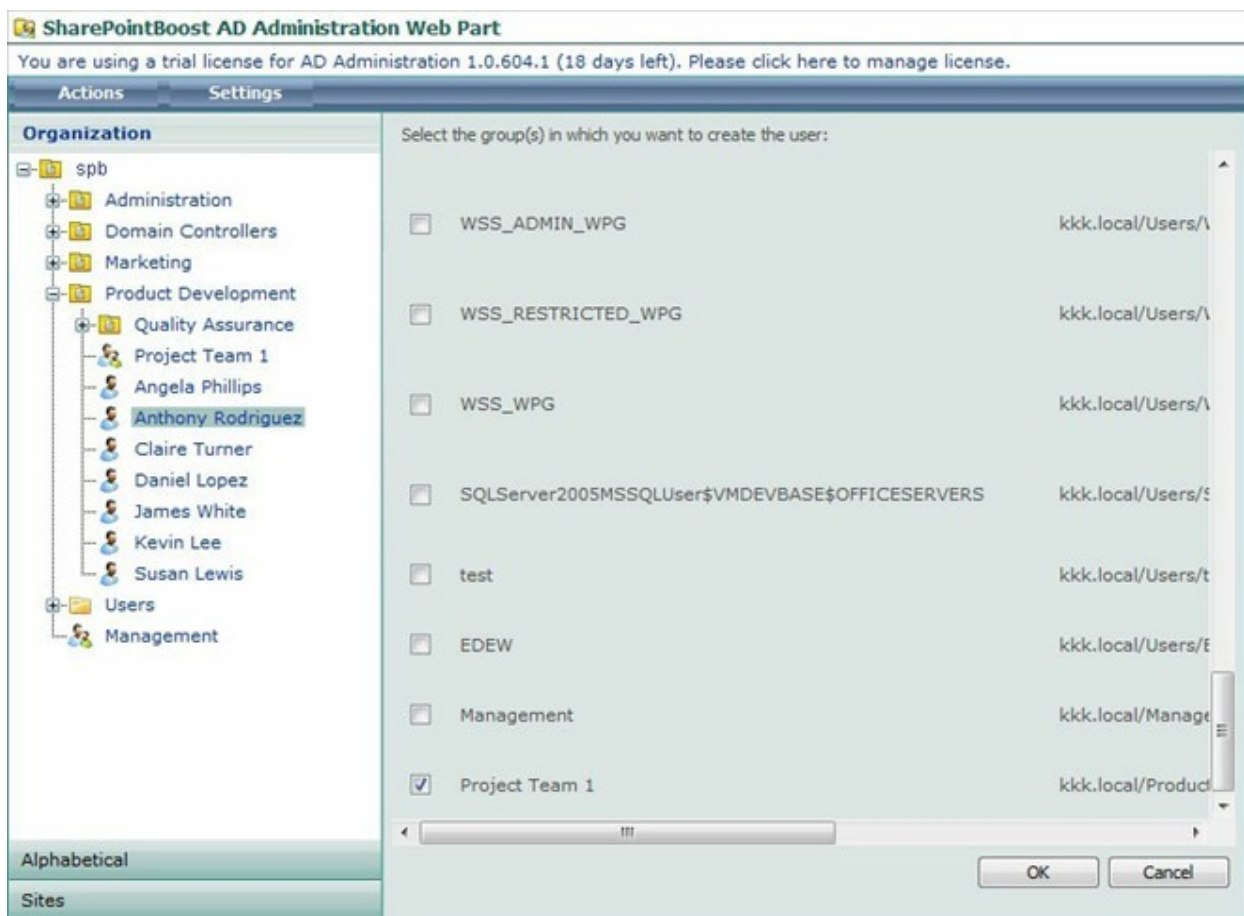 SharePointBoost AD Administration Web Part
You are using a trial license for AD Administration 1.0.604.1 (18 days left). Please click here to manage license.
Actions Settings
Organization
spb
Administration
Domain Controllers
Marketing
Product Development
Quality Assurance
Project Team 1
Angela Phillips
Anthony Rodriguez
Claire Turner
Daniel Lopez
James White
Kevin Lee
Susan Lewis
Users
Management
Alphabetical
Sites
Select the group(s) in which you want to create the user:
WSS_ADMIN_WPG kkk.local/Users/
WSS_RESTRICTED_WPG kkk.local/Users/
WSS_WPG kkk.local/Users/
SQLServer2005MSSQLUser$VMDEVBASE$OFFICESERVERS kkk.local/Users/S
test kkk.local/Users/t
EDEW kkk.local/Users/E
Management kkk.local/Manage
Project Team 1 kkk.local/Product
OK Cancel